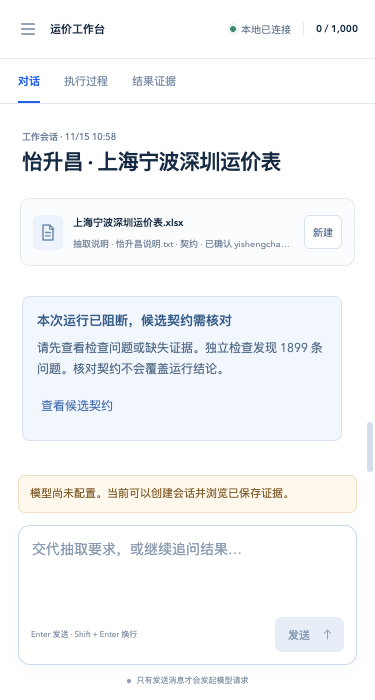 运价工作台
本地已连接
0 / 1,000
对话
执行过程
结果证据
工作会话 · 11/15 10:58
怡升昌 · 上海宁波深圳运价表
上海宁波深圳运价表.xlsx
抽取说明 · 怡升昌说明.txt · 契约 · 已确认 yishengcha...
新建
本次运行已阻断，候选契约需核对
请先查看检查问题或缺失证据。独立检查发现 1899 条
问题。核对契约不会覆盖运行结论。
查看候选契约
模型尚未配置。当前可以创建会话并浏览已保存证据。
交代抽取要求，或继续追问结果…
Enter 发送 · Shift + Enter 换行
发送 ↑
只有发送消息才会发起模型请求